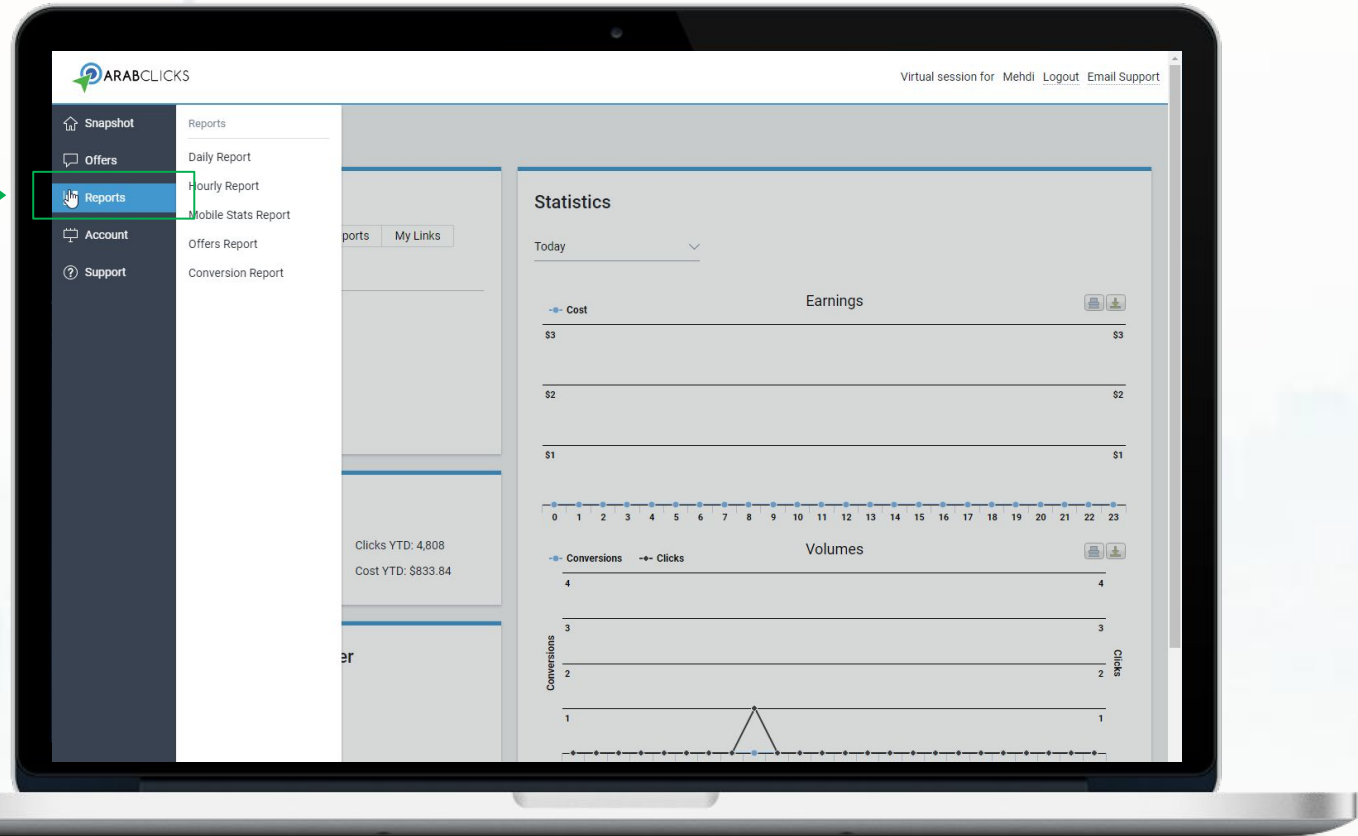 ARABCLICKS
Virtual session for Mehdi Logout Email Support
Snapshot
Offers
Reports
Account
Support
Reports
Daily Report
Hourly Report
Mobile Stats Report
Offers Report
Conversion Report
My Links
Clicks YTD: 4,808
Cost YTD: $833.84
Statistics
Today
Earnings
Cost
$3 $3
$2 $2
$1 $1
0 1 2 3 4 5 6 7 8 9 10 11 12 13 14 15 16 17 18 19 20 21 22 23
Volumes
Conversions Clicks
4 4
3 3
2 2
1 1
Conversions
Clicks